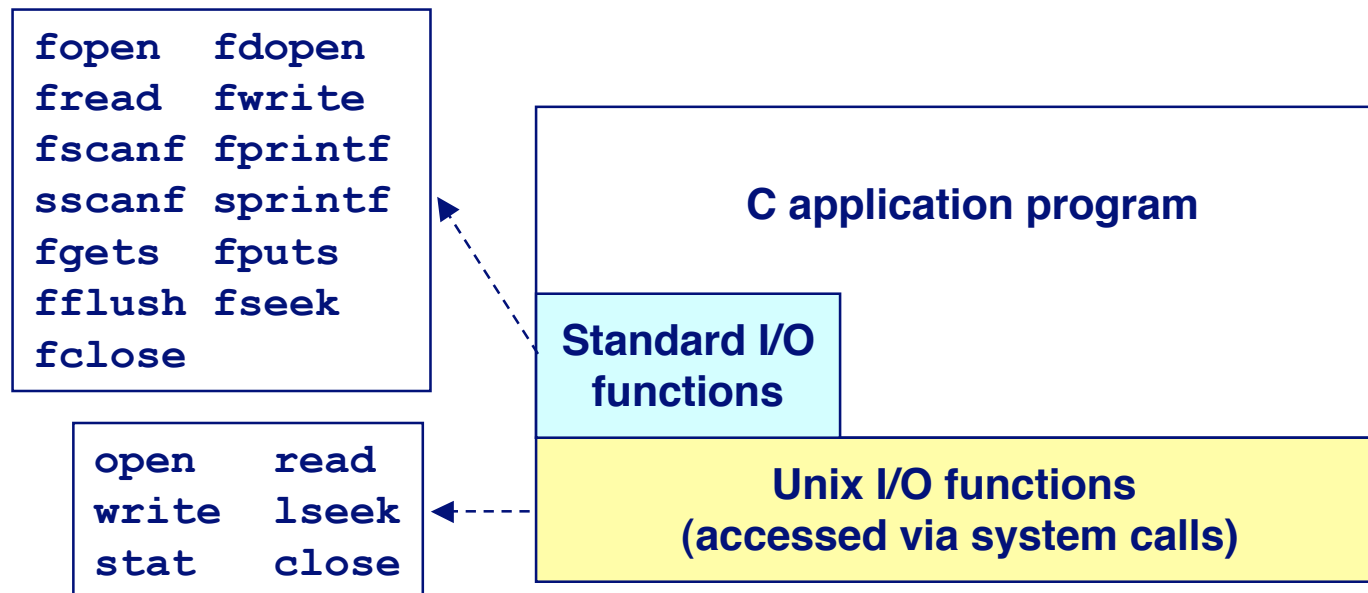 fopen fdopen
fread fwrite
fscanf fprintf
sscanf sprintf
fgets fputs
fflush fseek
fclose
C application program
Standard I/O
functions
open read
write lseek
stat close
Unix I/O functions
(accessed via system calls)